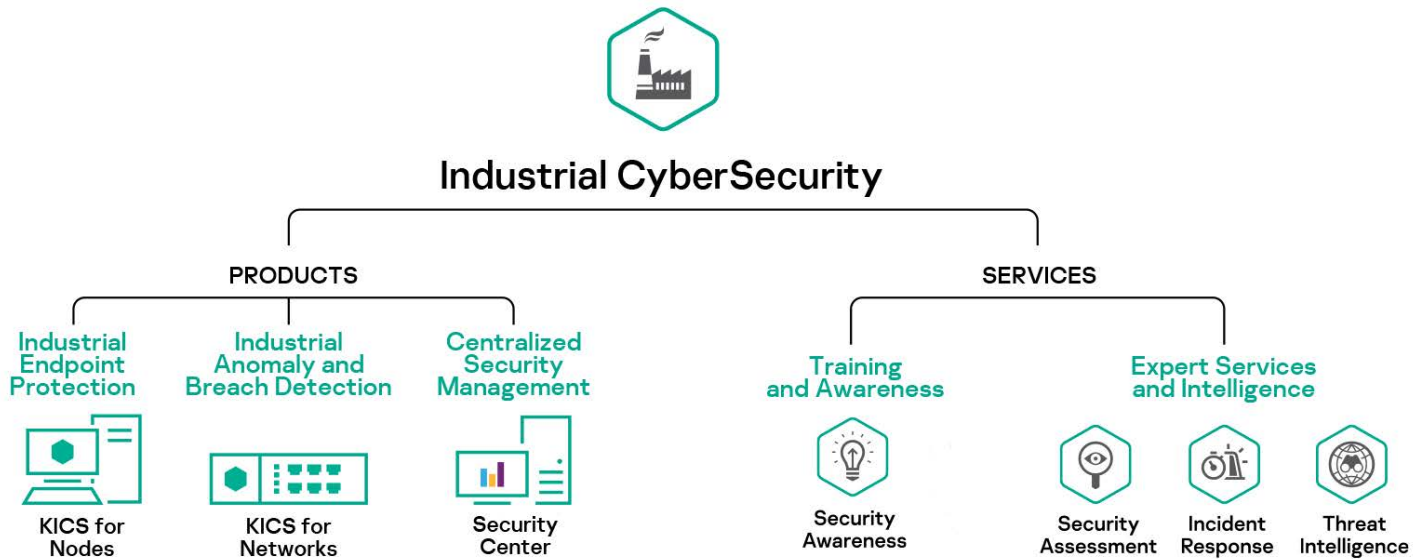 Industrial CyberSecurity
PRODUCTS
SERVICES
Industrial
Endpoint
Protection
Industrial
Anomaly and
Breach Detection
Centralized
Security
Management
Training
and Awareness
Expert Services
and Intelligence
KICS for
Nodes
KICS for
Networks
Security
Center
Security
Awareness
Security
Assessment
Incident
Response
Threat
Intelligence